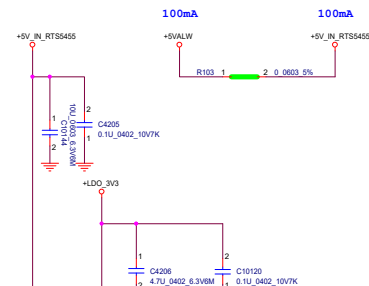 100mA 100mA
+5V_IN_RTS5455 +5VALW +5V_IN_RTS5455
R103 1 2 0_0603_5%
1 2
10U_0603_6.3V6M
C10144
C4205
0.1U_0402_10V7K
2 1
+LDO_3V3
1 2
C4206 C10120
4.7U_0402_6.3V6M 0.1U_0402_10V7K
2 1